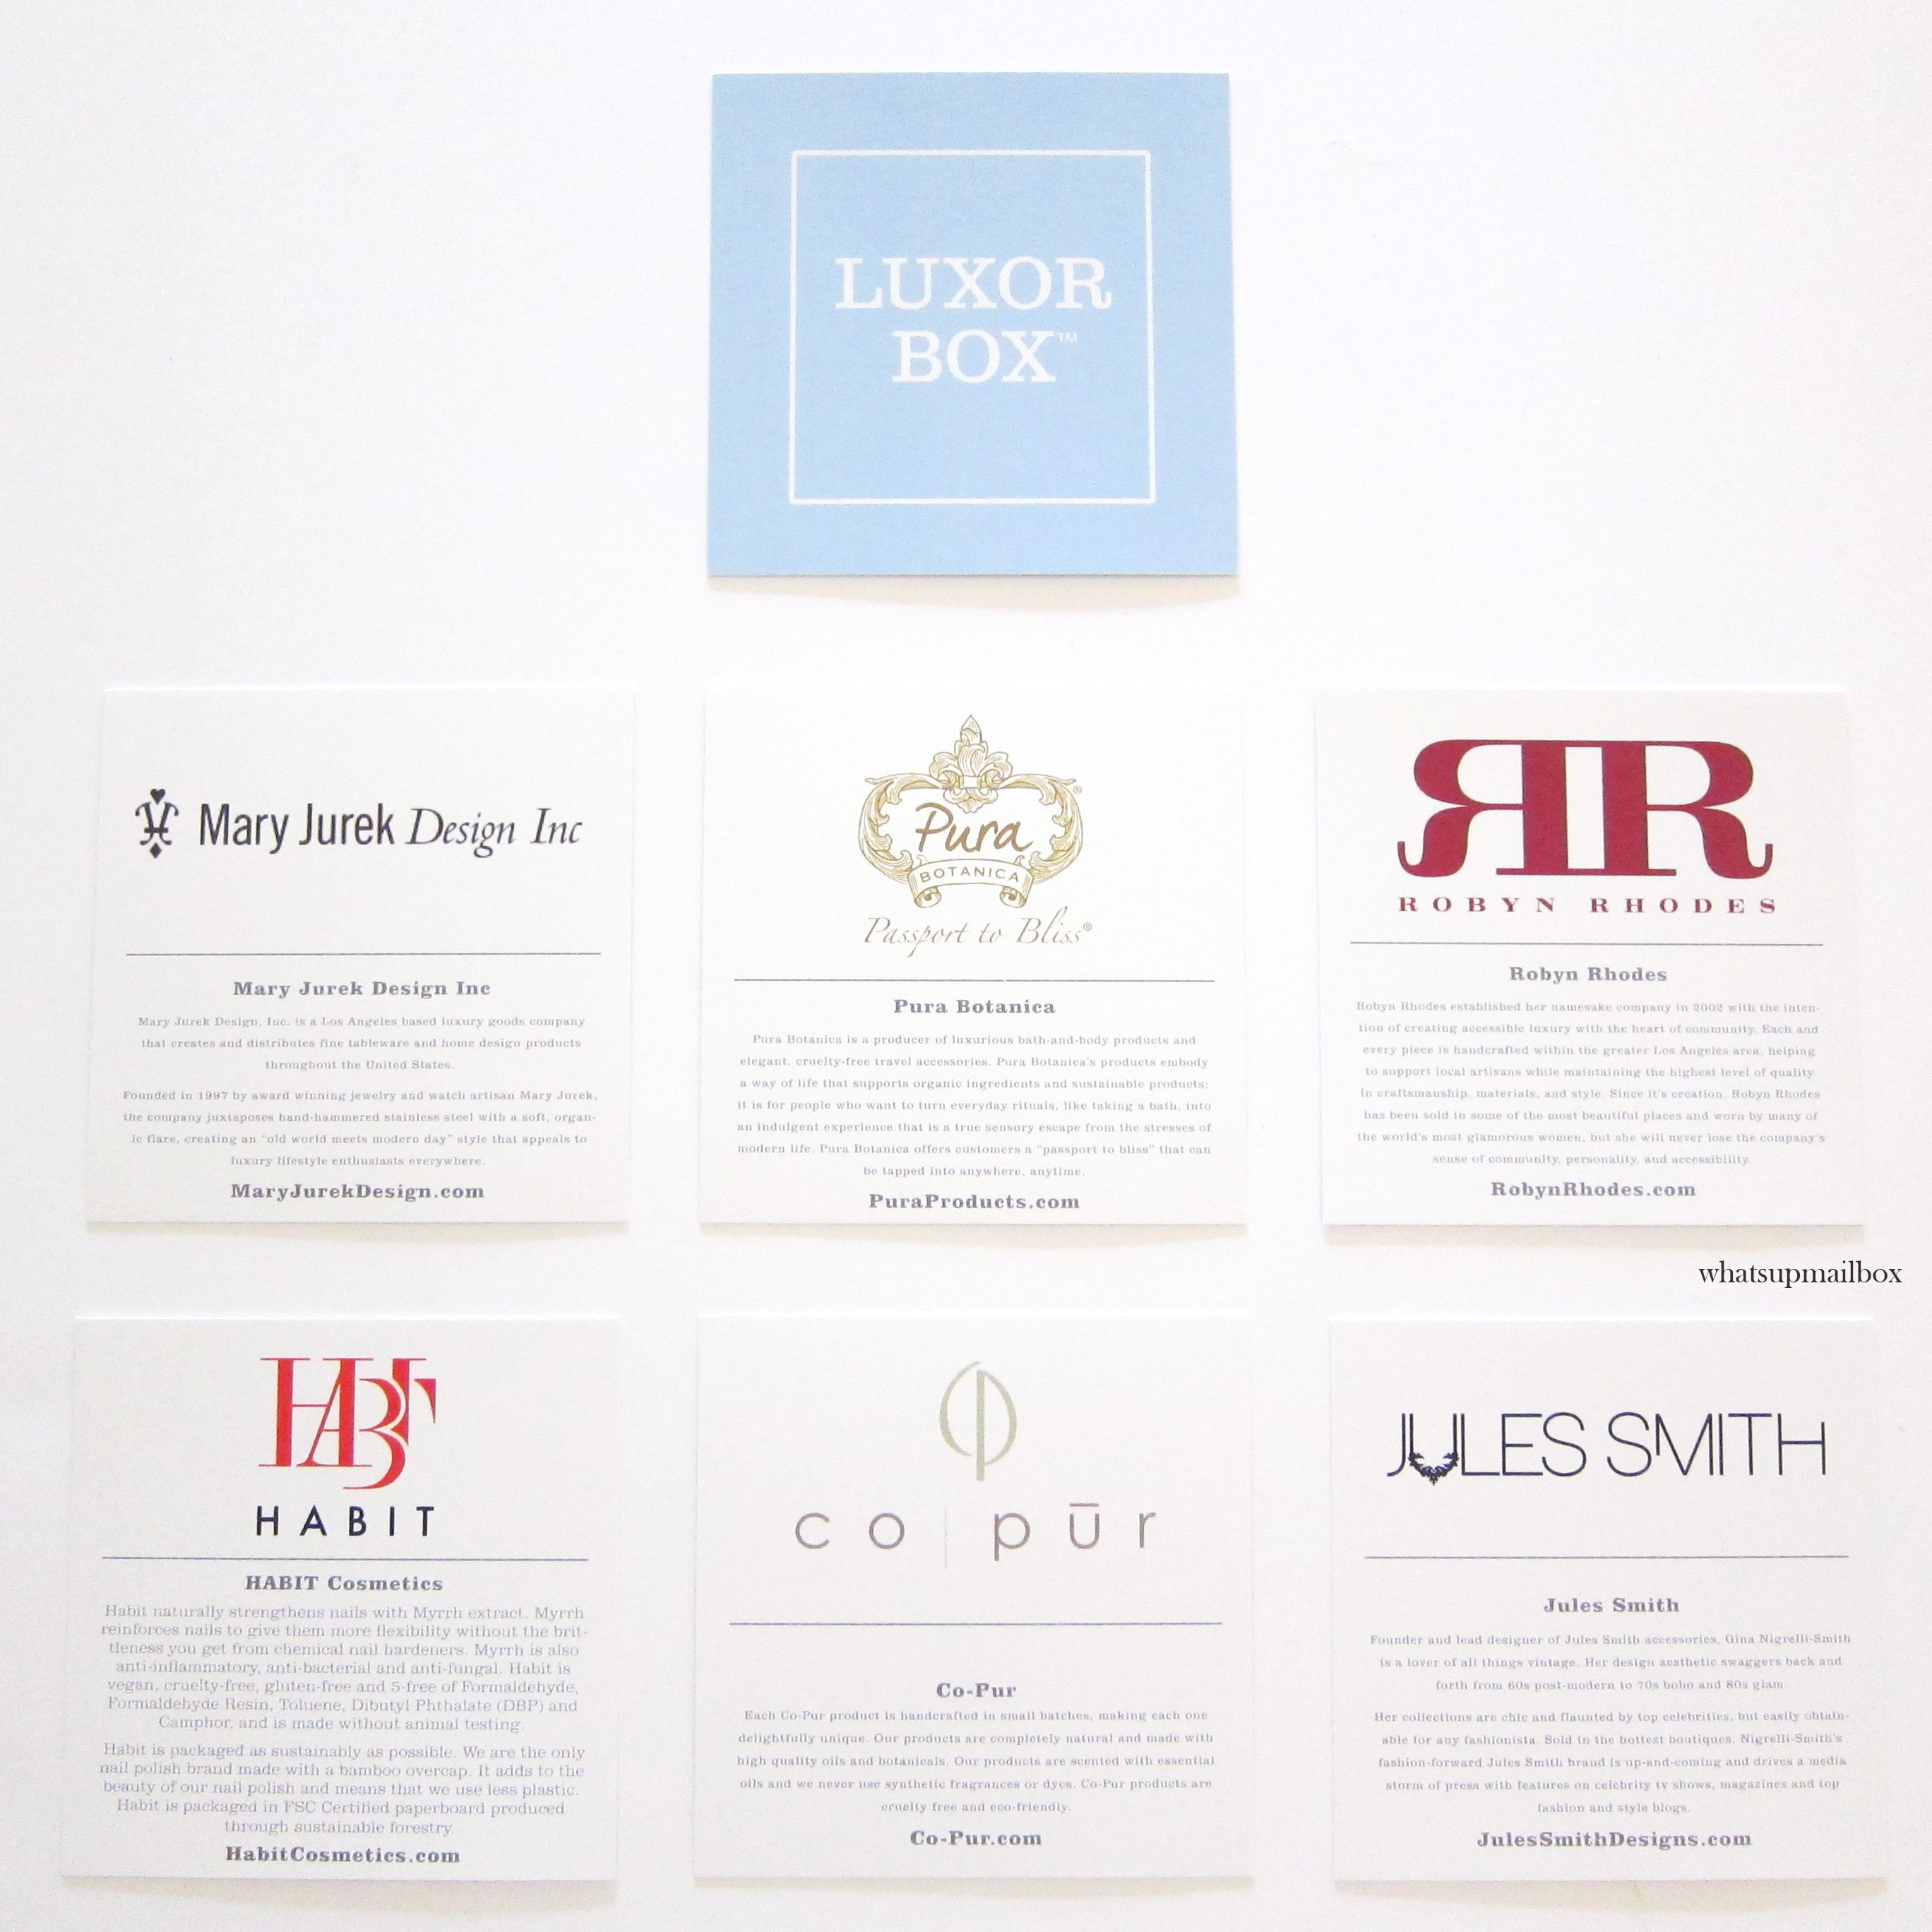 LUXOR
BOX™
Mary Jurek Design Inc
Mary Jurek Design Inc
Mary Jurek Design, Inc. is a Los Angeles based luxury goods company
that creates and distributes fine tableware and home design products
throughout the United States.
Founded in 1997 by award winning jewelry and watch artisan Mary Jurek,
the company juxtaposes hand-hammered stainless steel with a soft, organ-
ic flare, creating an "old world meets modern day" style that appeals to
luxury lifestyle enthusiasts everywhere.
MaryJurekDesign.com
Pura
BOTANICA
®
Passport to Bliss®
Pura Botanica
Pura Botanica is a producer of luxurious bath-and-body products and
elegant, cruelty-free travel accessories. Pura Botanica's products embody
a way of life that supports organic ingredients and sustainable products;
it is for people who want to turn everyday rituals, like taking a bath, into
an indulgent experience that is a true sensory escape from the stresses of
modern life. Pura Botanica offers customers a "passport to bliss" that can
be tapped into anywhere, anytime.
PuraProducts.com
RR
ROBYN RHODES
Robyn Rhodes
Robyn Rhodes established her namesake company in 2002 with the inten-
tion of creating accessible luxury with the heart of community. Each and
every piece is handcrafted within the greater Los Angeles area, helping
to support local artisans while maintaining the highest level of quality
in craftsmanship, materials, and style. Since it's creation, Robyn Rhodes
has been sold in some of the most beautiful places and worn by many of
the world's most glamorous women, but she will never lose the company's
sense of community, personality, and accessibility.
RobynRhodes.com
whatsupmailbox
HABIT
HABIT
HABIT Cosmetics
Habit naturally strengthens nails with Myrrh extract. Myrrh
reinforces nails to give them more flexibility without the brit-
tleness you get from chemical nail hardeners. Myrrh is also
anti-inflammatory, anti-bacterial and anti-fungal. Habit is
vegan, cruelty-free, gluten-free and 5-free of Formaldehyde,
Formaldehyde Resin, Toluene, Dibutyl Phthalate (DBP) and
Camphor, and is made without animal testing.
Habit is packaged as sustainably as possible. We are the only
nail polish brand made with a bamboo overcap. It adds to the
beauty of our nail polish and means that we use less plastic.
Habit is packaged in FSC Certified paperboard produced
through sustainable forestry.
HabitCosmetics.com
co|pūr
Co-Pur
Each Co-Pur product is handcrafted in small batches, making each one
delightfully unique. Our products are completely natural and made with
high quality oils and botanicals. Our products are scented with essential
oils and we never use synthetic fragrances or dyes. Co-Pur products are
cruelty free and eco-friendly.
Co-Pur.com
JULES SMITH
Jules Smith
Founder and lead designer of Jules Smith accessories, Gina Nigrelli-Smith
is a lover of all things vintage. Her design aesthetic swaggers back and
forth from 60s post-modern to 70s boho and 80s glam.
Her collections are chic and flaunted by top celebrities, but easily obtain-
able for any fashionista. Sold in the hottest boutiques, Nigrelli-Smith's
fashion-forward Jules Smith brand is up-and-coming and drives a media
storm of press with features on celebrity tv shows, magazines and top
fashion and style blogs.
JulesSmithDesigns.com